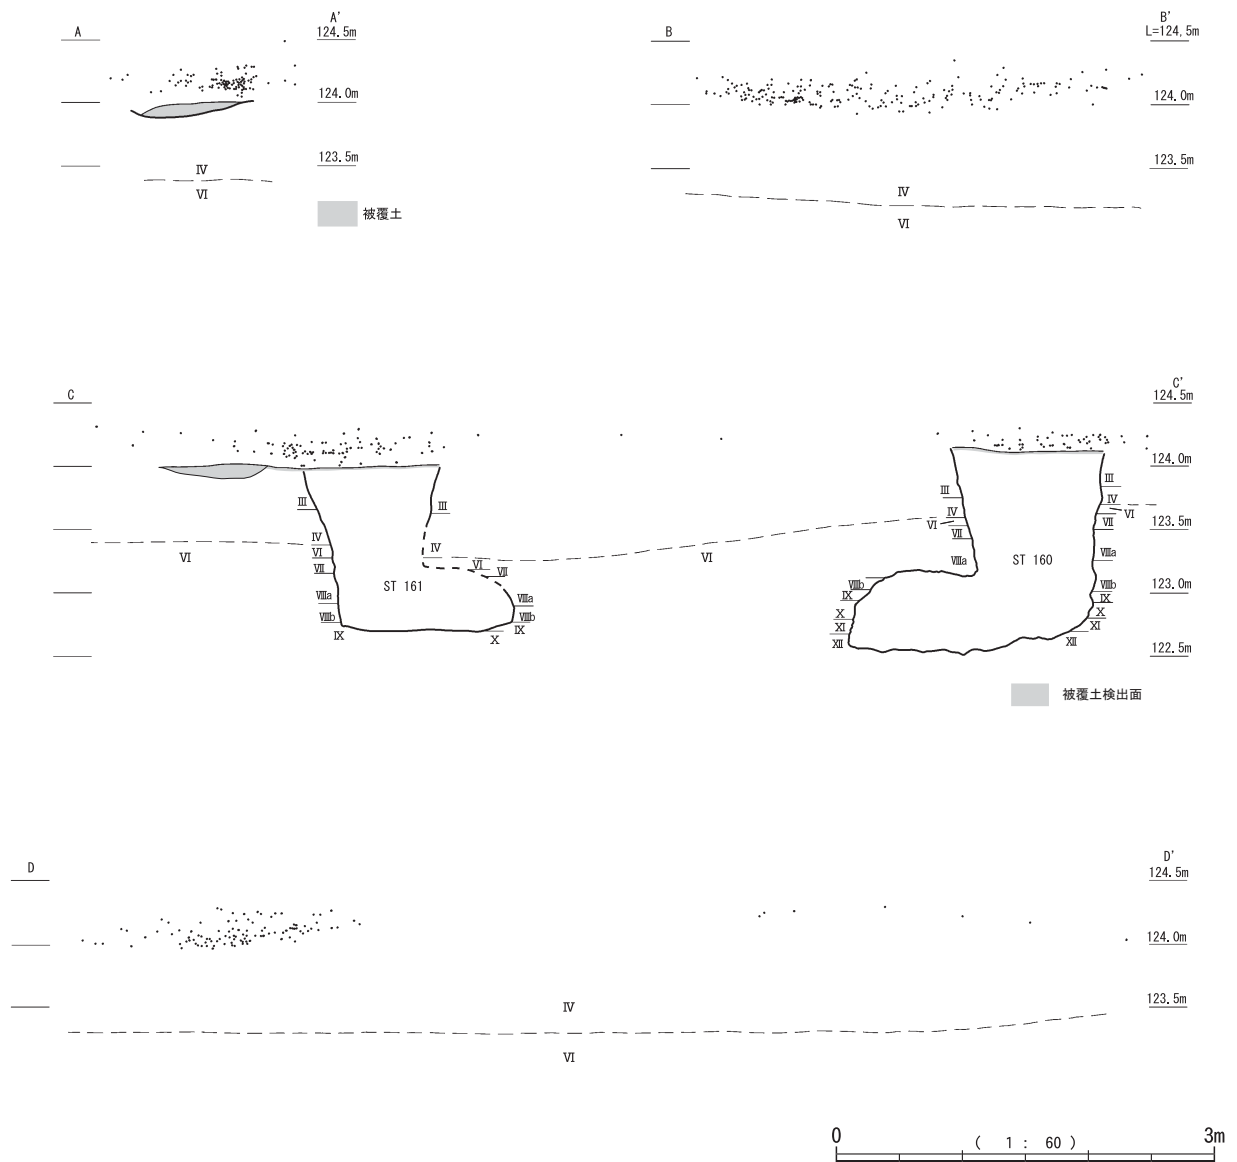 A
A'
124.5m
124.0m
123.5m
Ⅳ
Ⅵ
被覆土
B
B'
L=124,5m
124.0m
123.5m
Ⅳ
Ⅵ
C
C'
124.5m
124.0m
123.5m
123.0m
122.5m
Ⅵ
Ⅲ
Ⅳ
Ⅵ
Ⅶ
Ⅷa
Ⅷb
Ⅸ
ST 161
Ⅲ
Ⅳ
Ⅵ
Ⅶ
Ⅷa
Ⅷb
Ⅸ
Ⅹ
Ⅵ
Ⅲ
Ⅳ
Ⅵ
Ⅶ
Ⅷa
Ⅷb
Ⅸ
Ⅹ
Ⅺ
Ⅻ
ST 160
Ⅲ
Ⅳ
Ⅵ
Ⅶ
Ⅷa
Ⅷb
Ⅸ
Ⅹ
Ⅺ
Ⅻ
被覆土検出面
D
D'
124.5m
124.0m
123.5m
Ⅳ
Ⅵ
0 ( 1 : 60 ) 3m